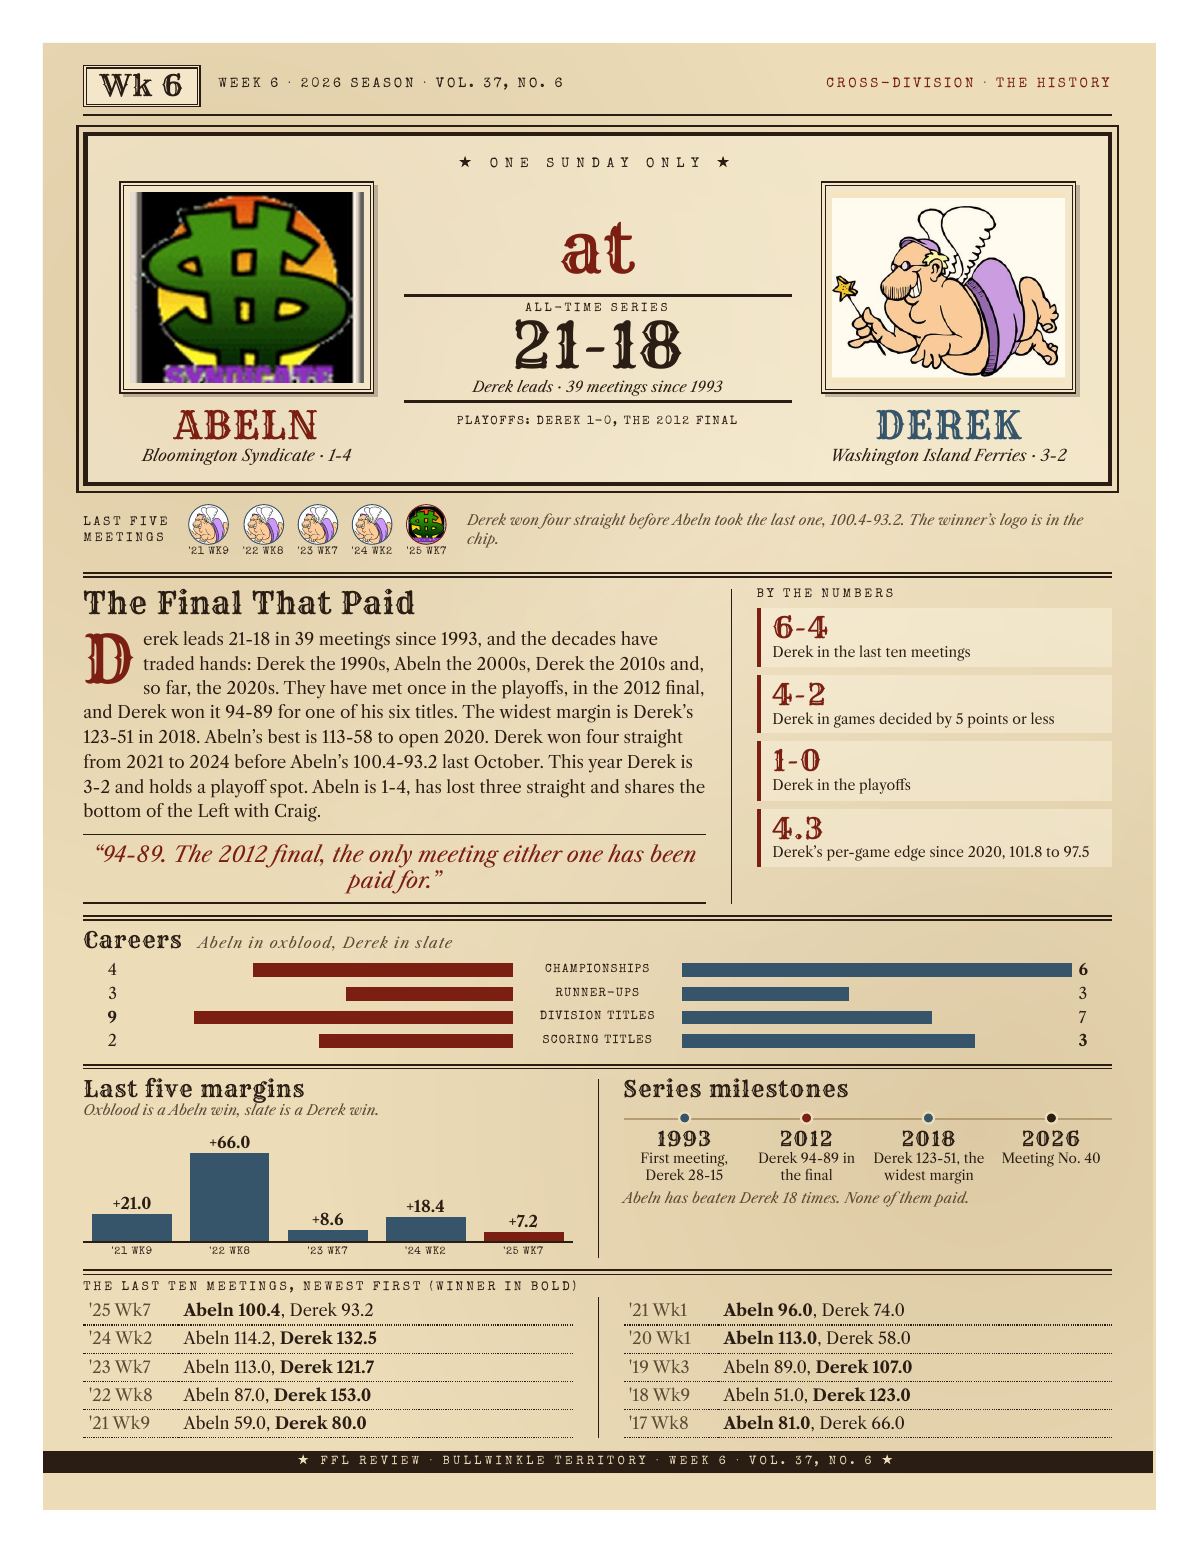 Wk 6
WEEK 6 · 2026 SEASON · VOL. 37, NO. 6
CROSS-DIVISION · THE HISTORY
★ ONE SUNDAY ONLY ★
SYNDICATE
at
ALL-TIME SERIES
21-18
Derek leads · 39 meetings since 1993
PLAYOFFS: DEREK 1-0, THE 2012 FINAL
ABELN
Bloomington Syndicate · 1-4
DEREK
Washington Island Ferries · 3-2
LAST FIVE
MEETINGS
'21 WK9
'22 WK8
'23 WK7
'24 WK2
'25 WK7
Derek won four straight before Abeln took the last one, 100.4-93.2. The winner's logo is in the
chip.
The Final That Paid
Derek leads 21-18 in 39 meetings since 1993, and the decades have
traded hands: Derek the 1990s, Abeln the 2000s, Derek the 2010s and,
so far, the 2020s. They have met once in the playoffs, in the 2012 final,
and Derek won it 94-89 for one of his six titles. The widest margin is Derek's
123-51 in 2018. Abeln's best is 113-58 to open 2020. Derek won four straight
from 2021 to 2024 before Abeln's 100.4-93.2 last October. This year Derek is
3-2 and holds a playoff spot. Abeln is 1-4, has lost three straight and shares the
bottom of the Left with Craig.
“94-89. The 2012 final, the only meeting either one has been
paid for.”
BY THE NUMBERS
6-4
Derek in the last ten meetings
4-2
Derek in games decided by 5 points or less
1-0
Derek in the playoffs
4.3
Derek's per-game edge since 2020, 101.8 to 97.5
Careers Abeln in oxblood, Derek in slate
4 CHAMPIONSHIPS 6
3 RUNNER-UPS 3
9 DIVISION TITLES 7
2 SCORING TITLES 3
Last five margins
Oxblood is a Abeln win, slate is a Derek win.
+21.0
+66.0
+8.6
+18.4
+7.2
'21 WK9
'22 WK8
'23 WK7
'24 WK2
'25 WK7
Series milestones
1993
First meeting,
Derek 28-15
2012
Derek 94-89 in
the final
2018
Derek 123-51, the
widest margin
2026
Meeting No. 40
Abeln has beaten Derek 18 times. None of them paid.
THE LAST TEN MEETINGS, NEWEST FIRST (WINNER IN BOLD)
'25 Wk7 Abeln 100.4, Derek 93.2
'24 Wk2 Abeln 114.2, Derek 132.5
'23 Wk7 Abeln 113.0, Derek 121.7
'22 Wk8 Abeln 87.0, Derek 153.0
'21 Wk9 Abeln 59.0, Derek 80.0
'21 Wk1 Abeln 96.0, Derek 74.0
'20 Wk1 Abeln 113.0, Derek 58.0
'19 Wk3 Abeln 89.0, Derek 107.0
'18 Wk9 Abeln 51.0, Derek 123.0
'17 Wk8 Abeln 81.0, Derek 66.0
★ FFL REVIEW · BULLWINKLE TERRITORY · WEEK 6 · VOL. 37, NO. 6 ★